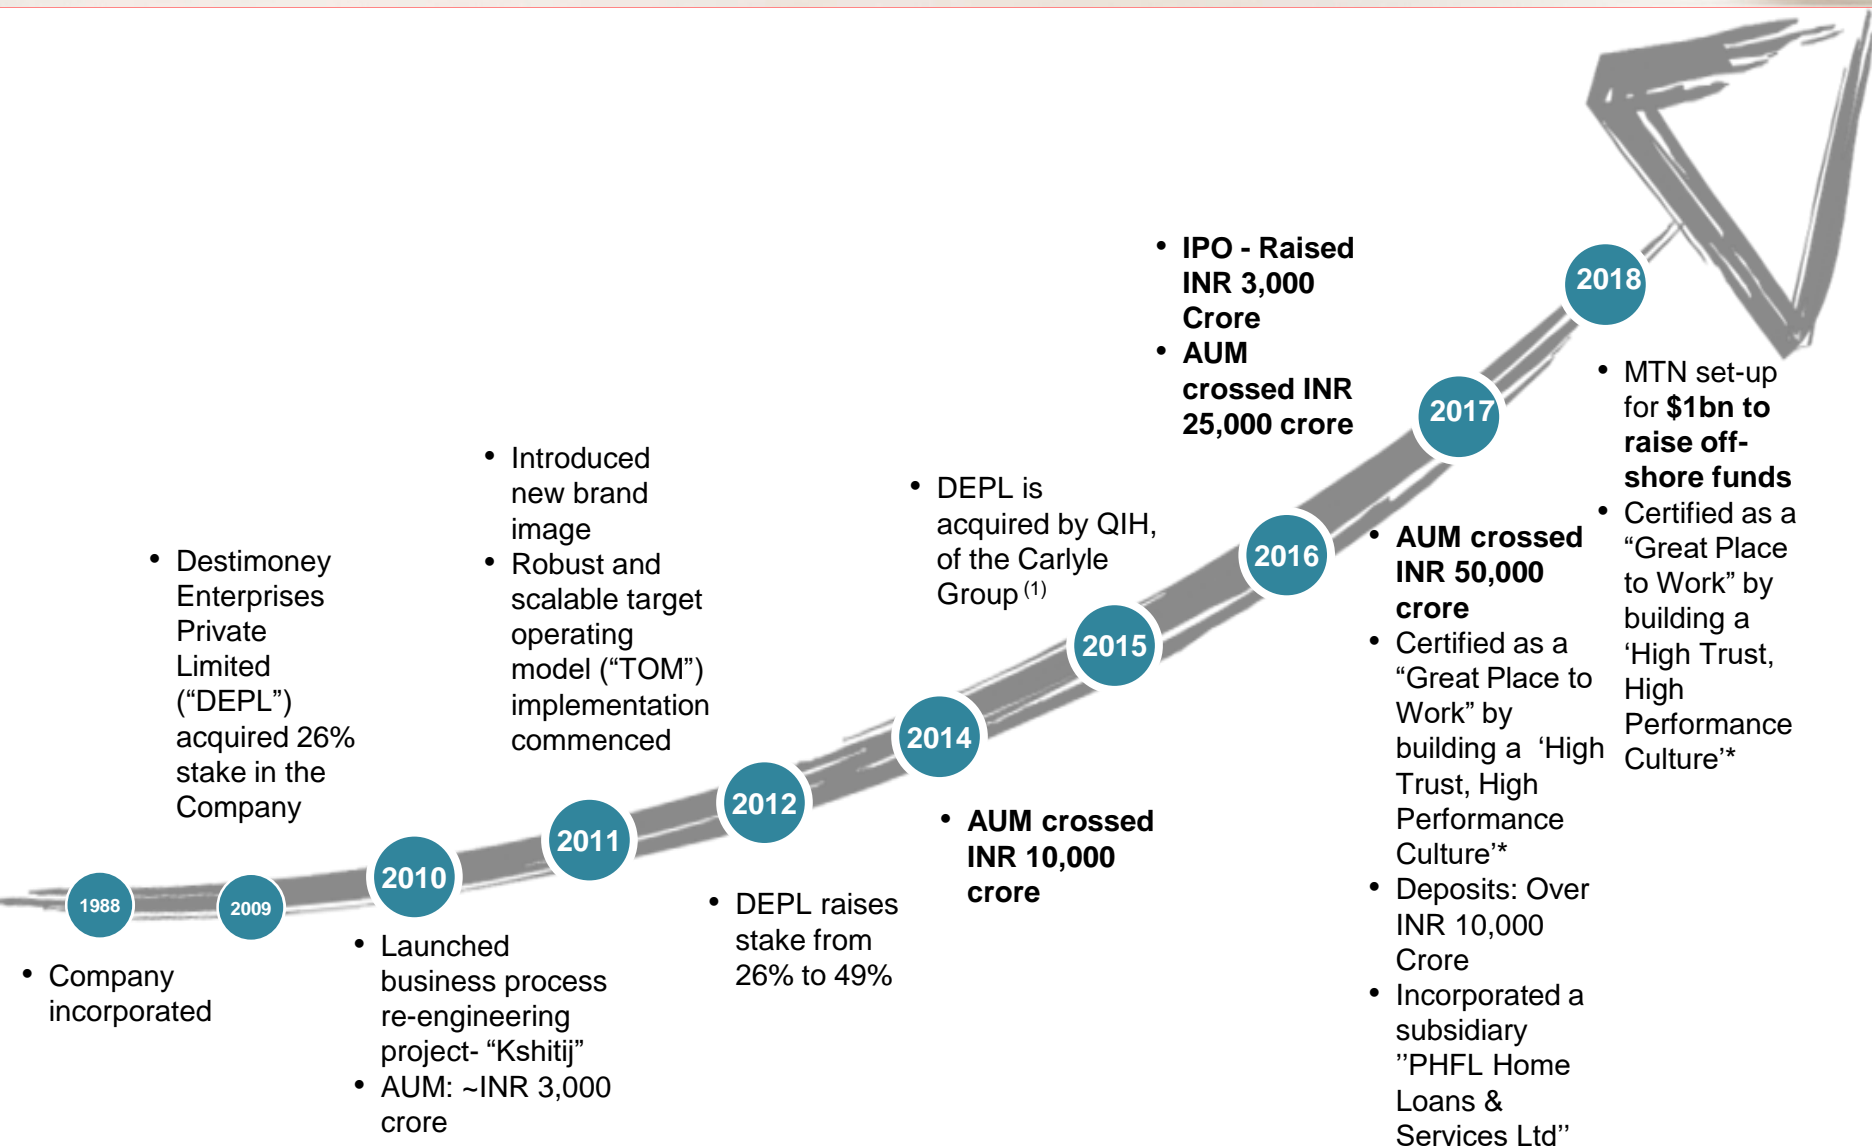 1988
• Company
incorporated
2009
• Destimoney
Enterprises
Private
Limited
(“DEPL”)
acquired 26%
stake in the
Company
2010
• Launched
business process
re-engineering
project- “Kshitij”
• AUM: ~INR 3,000
crore
2011
• Introduced
new brand
image
• Robust and
scalable target
operating
model (“TOM”)
implementation
commenced
2012
• DEPL raises
stake from
26% to 49%
2014
• AUM crossed
INR 10,000
crore
2015
• DEPL is
acquired by QIH,
of the Carlyle
Group (1)
2016
• IPO - Raised
INR 3,000
Crore
• AUM
crossed INR
25,000 crore
2017
• AUM crossed
INR 50,000
crore
• Certified as a
“Great Place to
Work” by
building a ‘High
Trust, High
Performance
Culture’*
• Deposits: Over
INR 10,000
Crore
• Incorporated a
subsidiary
’’PHFL Home
Loans &
Services Ltd’’
2018
• MTN set-up
for $1bn to
raise off-
shore funds
• Certified as a
“Great Place
to Work” by
building a
‘High Trust,
High
Performance
Culture’*